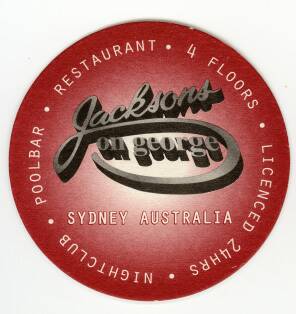 Jacksons
on george
SYDNEY AUSTRALIA
NIGHTCLUB • POOLBAR • RESTAURANT • 4 FLOORS • LICENCED 24HRS •